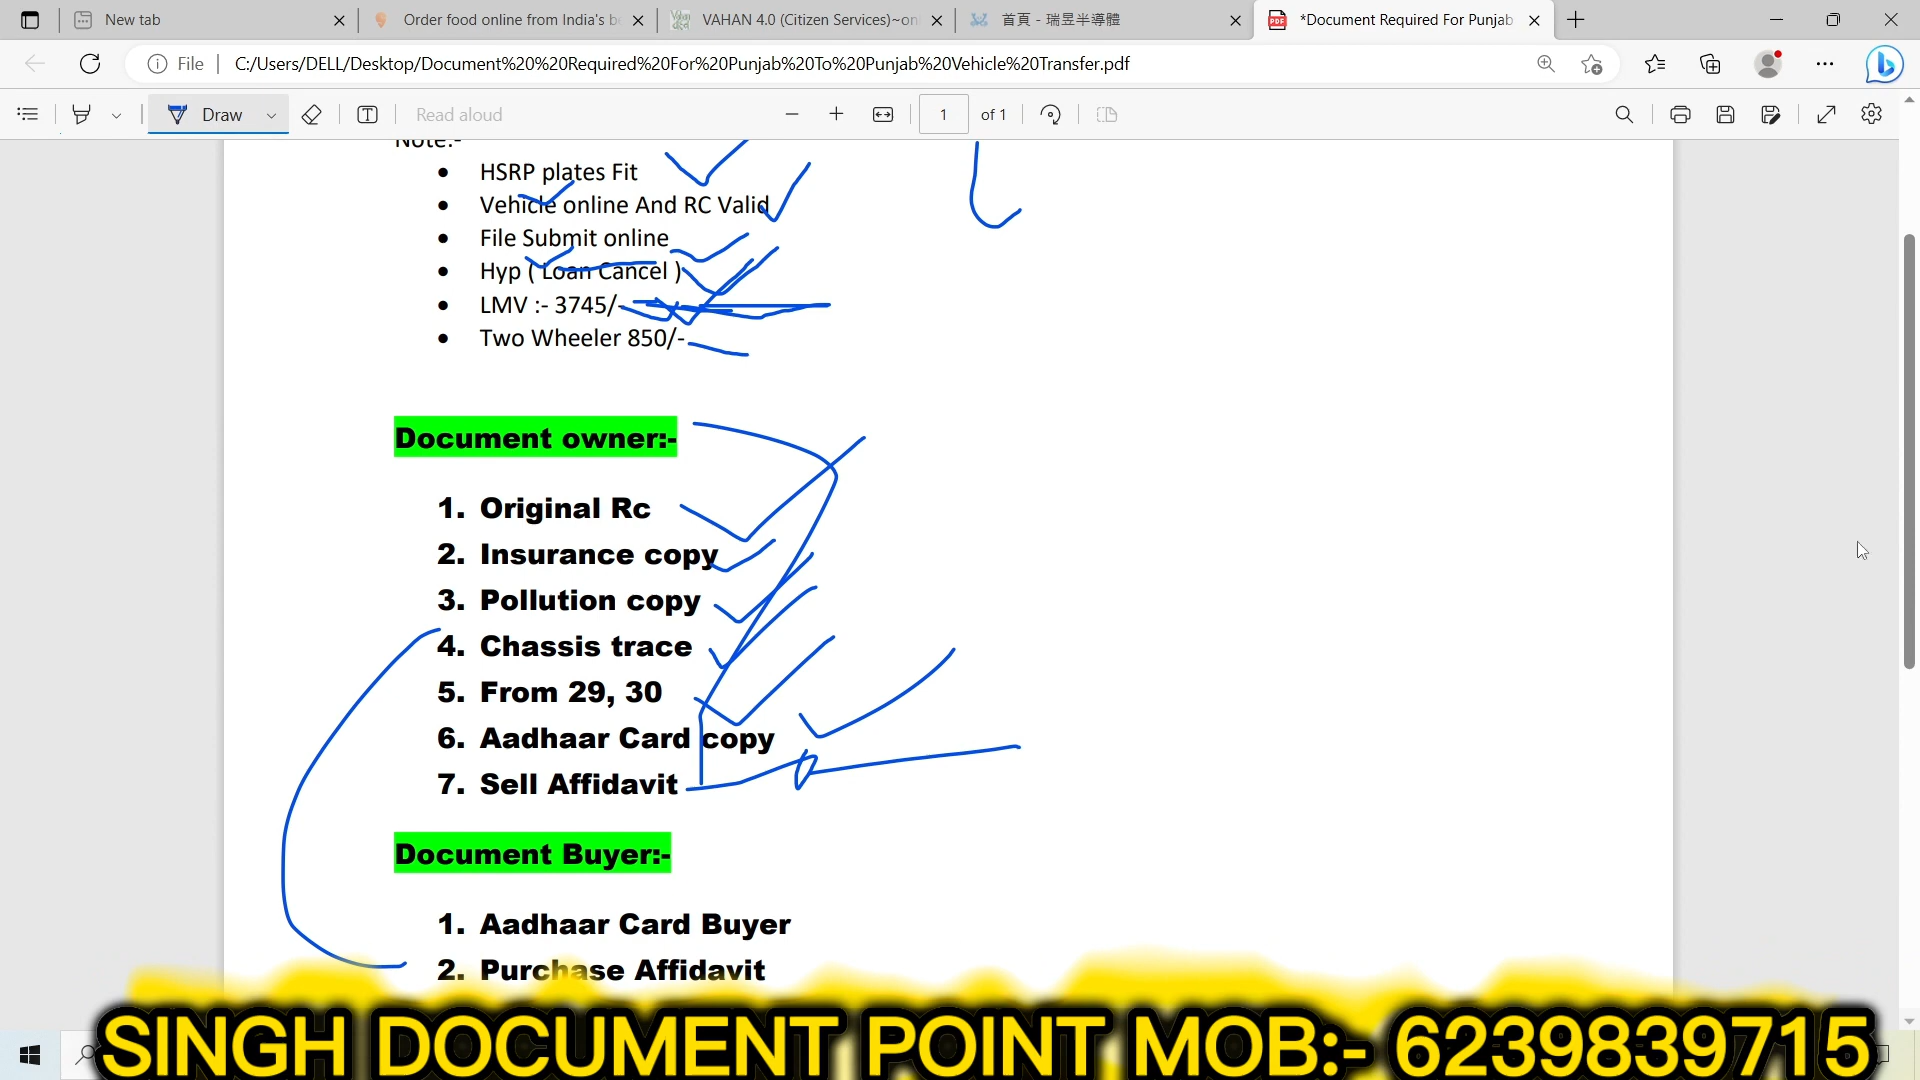 New tab
Order food online from India's b
VAHAN 4.0 (Citizen Services)~on
首頁 - 瑞昱半導體
*Document Required For Punjab
File
C:/Users/DELL/Desktop/Document%20%20Required%20For%20Punjab%20To%20Punjab%20Vehicle%20Transfer.pdf
Draw
Read aloud
1
of 1
Note:-
• HSRP plates Fit
• Vehicle online And RC Valid
• File Submit online
• Hyp ( Loan Cancel )
• LMV :- 3745/-
• Two Wheeler 850/-
Document owner:-
1. Original Rc
2. Insurance copy
3. Pollution copy
4. Chassis trace
5. From 29, 30
6. Aadhaar Card copy
7. Sell Affidavit
Document Buyer:-
1. Aadhaar Card Buyer
2. Purchase Affidavit
SINGH DOCUMENT POINT MOB:- 6239839715